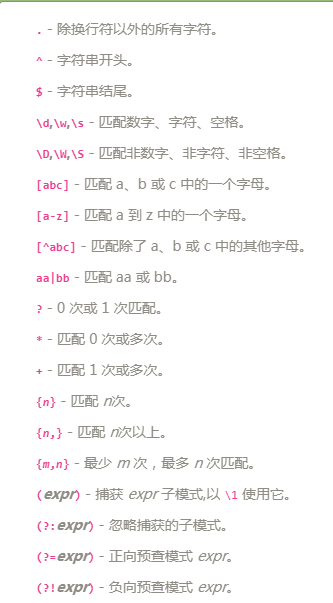 . - 除换行符以外的所有字符。
^ - 字符串开头。
$ - 字符串结尾。
\d,\w,\s - 匹配数字、字符、空格。
\D,\W,\S - 匹配非数字、非字符、非空格。
[abc] - 匹配 a、b 或 c 中的一个字母。
[a-z] - 匹配 a 到 z 中的一个字母。
[^abc] - 匹配除了 a、b 或 c 中的其他字母。
aa|bb - 匹配 aa 或 bb。
? - 0 次或 1 次匹配。
* - 匹配 0 次或多次。
+ - 匹配 1 次或多次。
{n} - 匹配 n次。
{n,} - 匹配 n次以上。
{m,n} - 最少 m 次，最多 n 次匹配。
(expr) - 捕获 expr 子模式,以 \1 使用它。
(?:expr) - 忽略捕获的子模式。
(?=expr) - 正向预查模式 expr。
(?!expr) - 负向预查模式 expr。